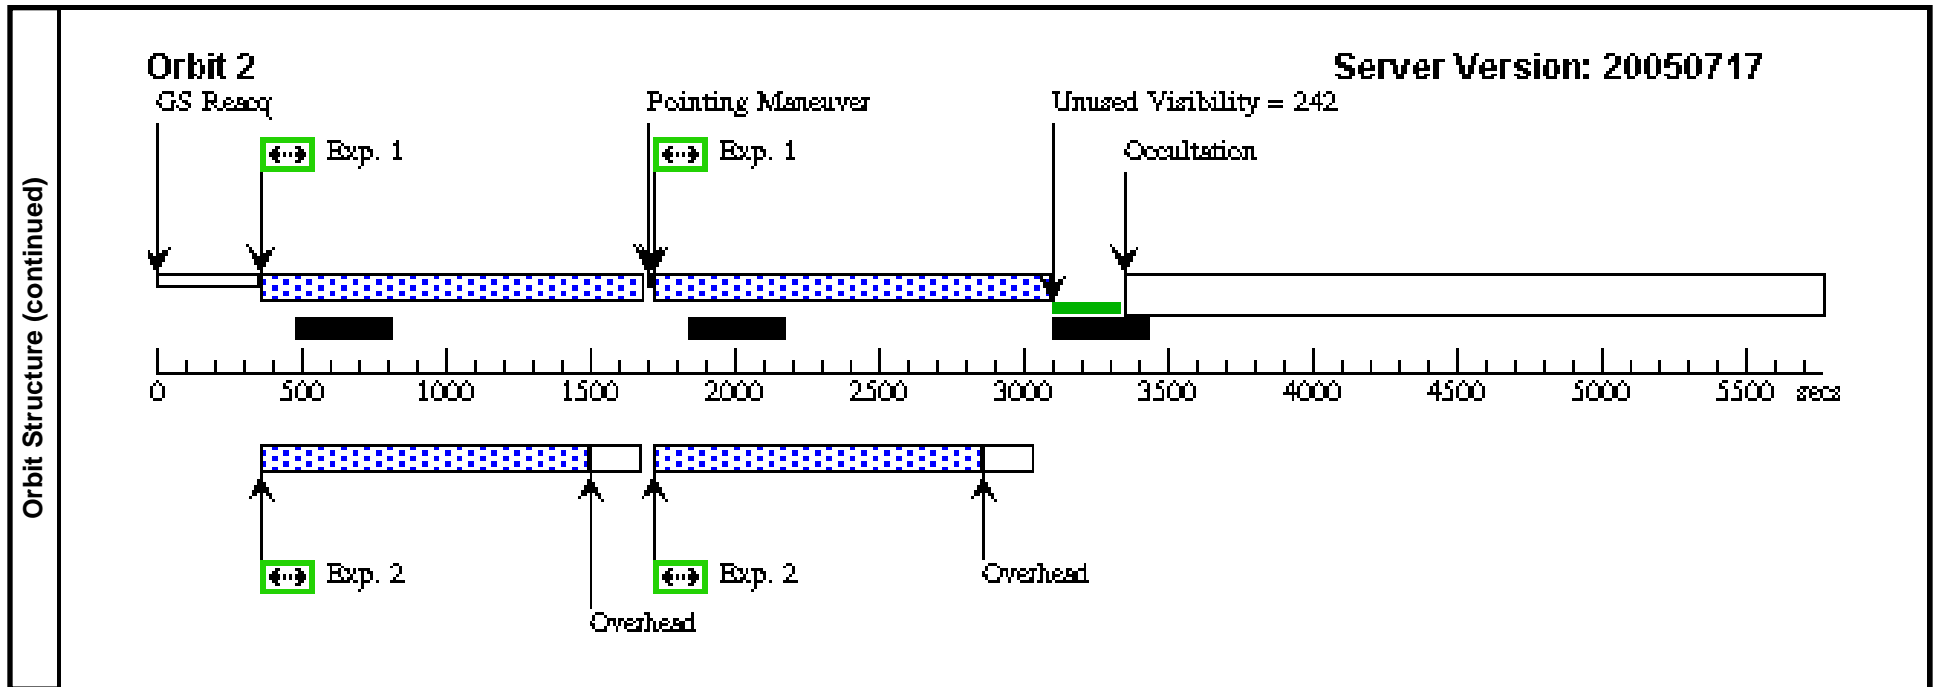 Orbit Structure (continued)
Orbit 2
Server Version: 20050717
GS Reacq
Pointing Maneuver
Unused Visibility = 242
Exp. 1
Exp. 1
Occultation
0 500 1000 1500 2000 2500 3000 3500 4000 4500 5000 5500 secs
Exp. 2
Exp. 2
Overhead
Overhead